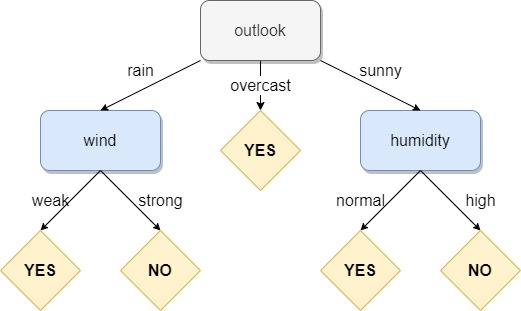 outlook
rain
sunny
overcast
wind
YES
humidity
weak
strong
normal
high
YES
NO
YES
NO